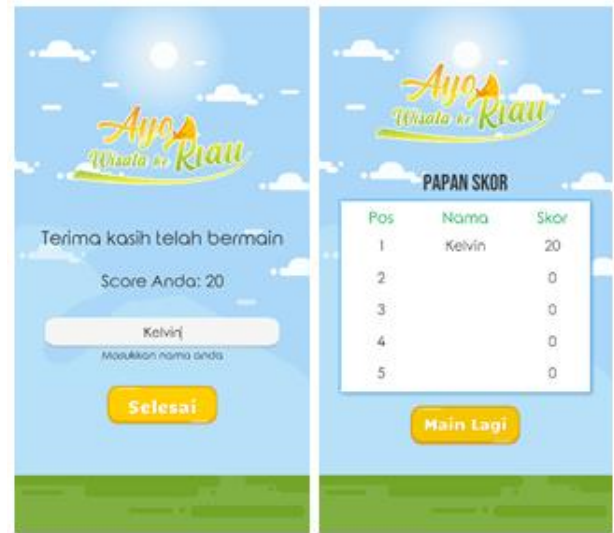 Ayo
Wisata ke Riau
Terima kasih telah bermain
Score Anda: 20
Kelvin
Masukkan nama anda
Selesai
Ayo
Wisata ke Riau
PAPAN SKOR
Pos Nama Skor
1 Kelvin 20
2 0
3 0
4 0
5 0
Main Lagi